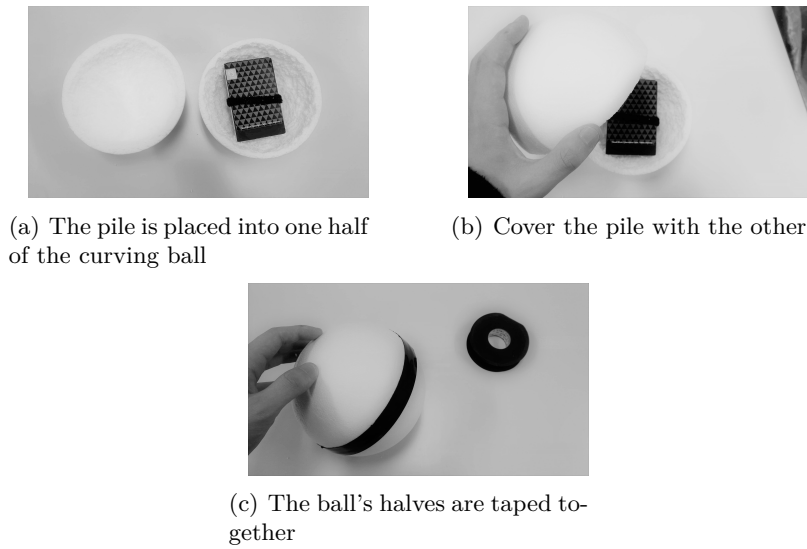 (a) The pile is placed into one half
of the curving ball
(b) Cover the pile with the other
(c) The ball's halves are taped to-
gether